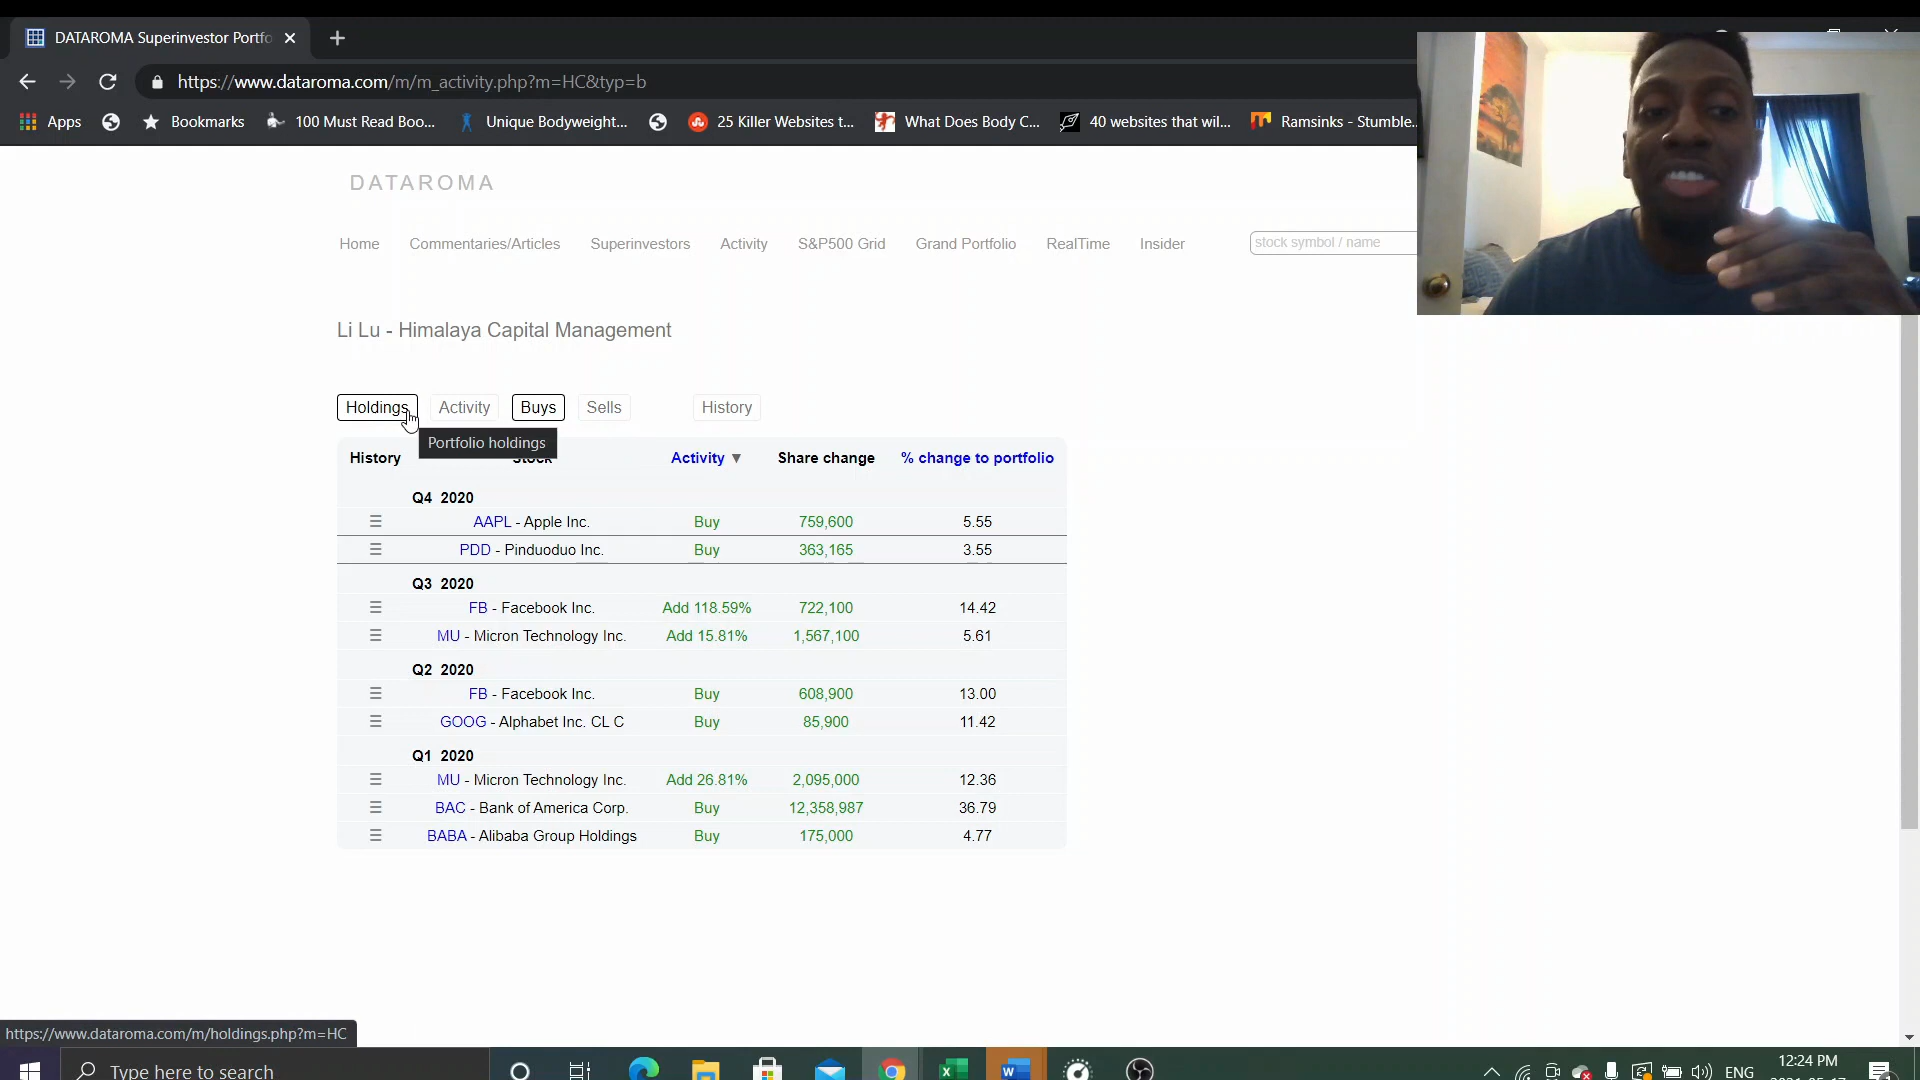 DATAROMA Superinvestor Portfo
https://www.dataroma.com/m/m_activity.php?m=HC&typ=b
Apps
Bookmarks
100 Must Read Boo...
Unique Bodyweight...
25 Killer Websites t...
What Does Body C...
40 websites that wil...
Ramsinks - Stumble...
DATAROMA
Home Commentaries/Articles Superinvestors Activity S&P500 Grid Grand Portfolio RealTime Insider
stock symbol / name
Li Lu - Himalaya Capital Management
Holdings Activity Buys Sells History
Portfolio holdings
History Stock Activity ▼ Share change % change to portfolio
Q4 2020
☰ AAPL - Apple Inc. Buy 759,600 5.55
☰ PDD - Pinduoduo Inc. Buy 363,165 3.55
Q3 2020
☰ FB - Facebook Inc. Add 118.59% 722,100 14.42
☰ MU - Micron Technology Inc. Add 15.81% 1,567,100 5.61
Q2 2020
☰ FB - Facebook Inc. Buy 608,900 13.00
☰ GOOG - Alphabet Inc. CL C Buy 85,900 11.42
Q1 2020
☰ MU - Micron Technology Inc. Add 26.81% 2,095,000 12.36
☰ BAC - Bank of America Corp. Buy 12,358,987 36.79
☰ BABA - Alibaba Group Holdings Buy 175,000 4.77
https://www.dataroma.com/m/holdings.php?m=HC
Type here to search
ENG
12:24 PM